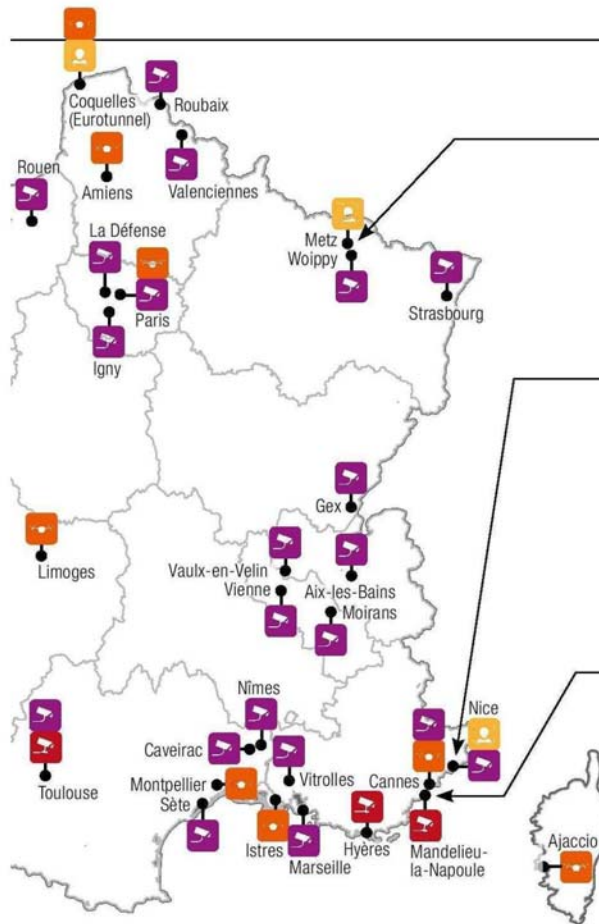 Coquelles
(Eurotunnel)
Roubaix
Rouen
Amiens
Valenciennes
La Défense
Metz
Woippy
Paris
Strasbourg
Igny
Gex
Limoges
Vaulx-en-Velin
Vienne
Aix-les-Bains
Moirans
Nîmes
Nice
Caveirac
Toulouse
Montpellier
Vitrolles
Cannes
Sète
Istres
Marseille
Hyères
Mandelieu-
la-Napoule
Ajaccio